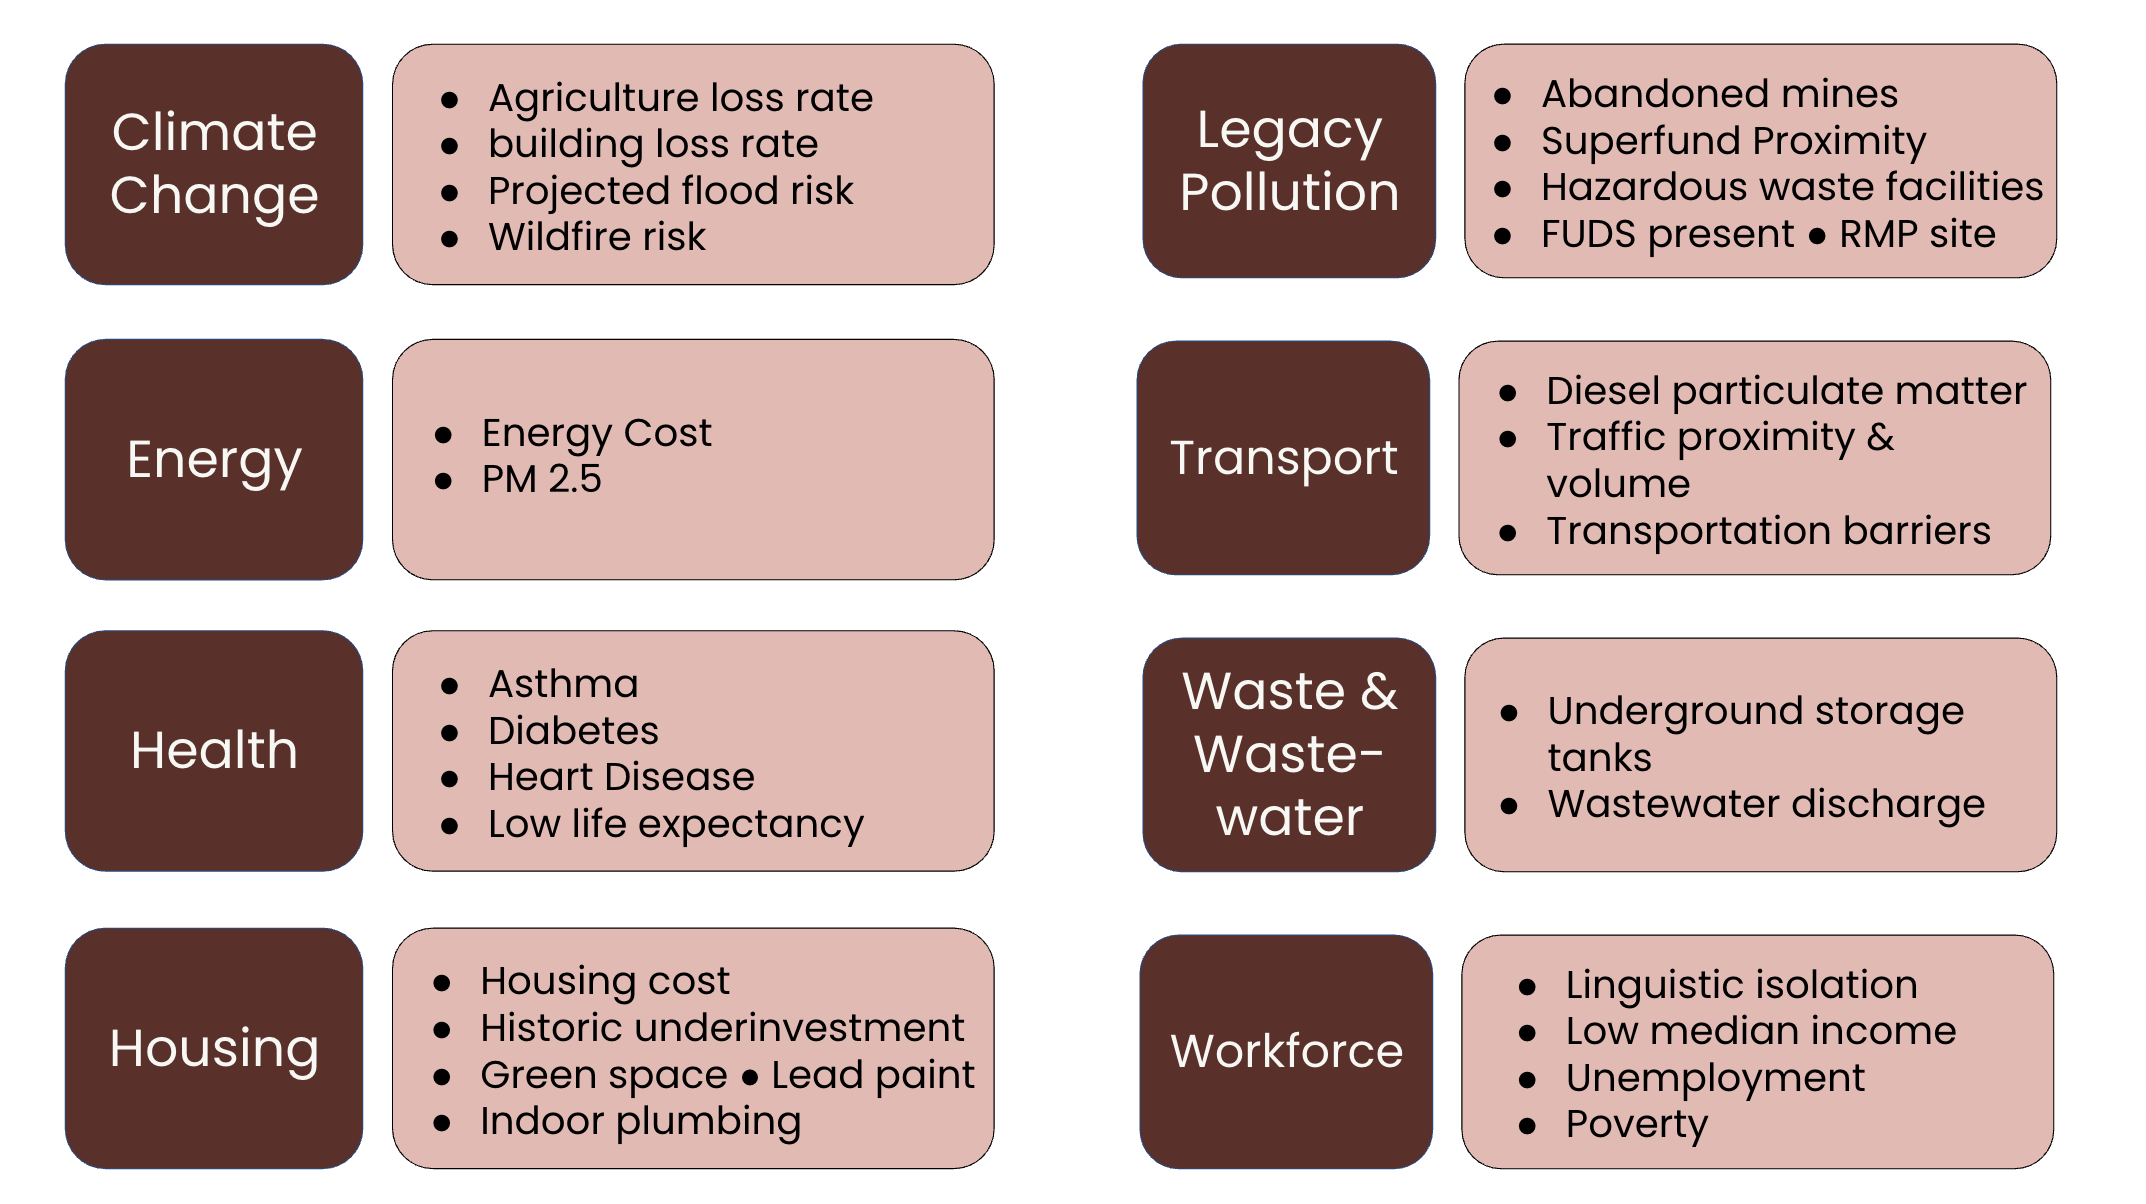 Climate
Change
● Agriculture loss rate
● building loss rate
● Projected flood risk
● Wildfire risk
Energy
● Energy Cost
● PM 2.5
Health
● Asthma
● Diabetes
● Heart Disease
● Low life expectancy
Housing
● Housing cost
● Historic underinvestment
● Green space ● Lead paint
● Indoor plumbing
Legacy
Pollution
● Abandoned mines
● Superfund Proximity
● Hazardous waste facilities
● FUDS present ● RMP site
Transport
● Diesel particulate matter
● Traffic proximity &
volume
● Transportation barriers
Waste &
Waste-
water
● Underground storage
tanks
● Wastewater discharge
Workforce
● Linguistic isolation
● Low median income
● Unemployment
● Poverty